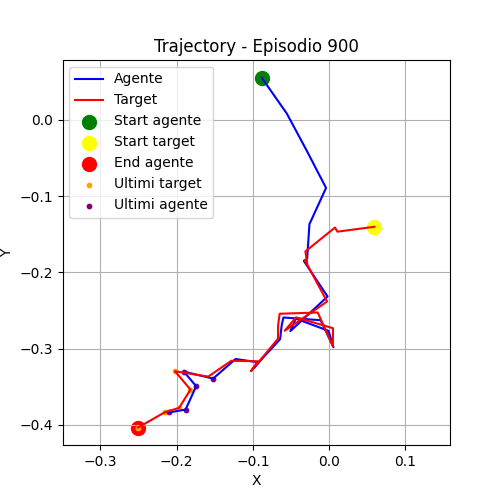 Trajectory - Episodio 900
Agente
Target
Start agente
Start target
End agente
Ultimi target
Ultimi agente
0.0
−0.1
−0.2
−0.3
−0.4
Y
−0.3
−0.2
−0.1
0.0
0.1
X